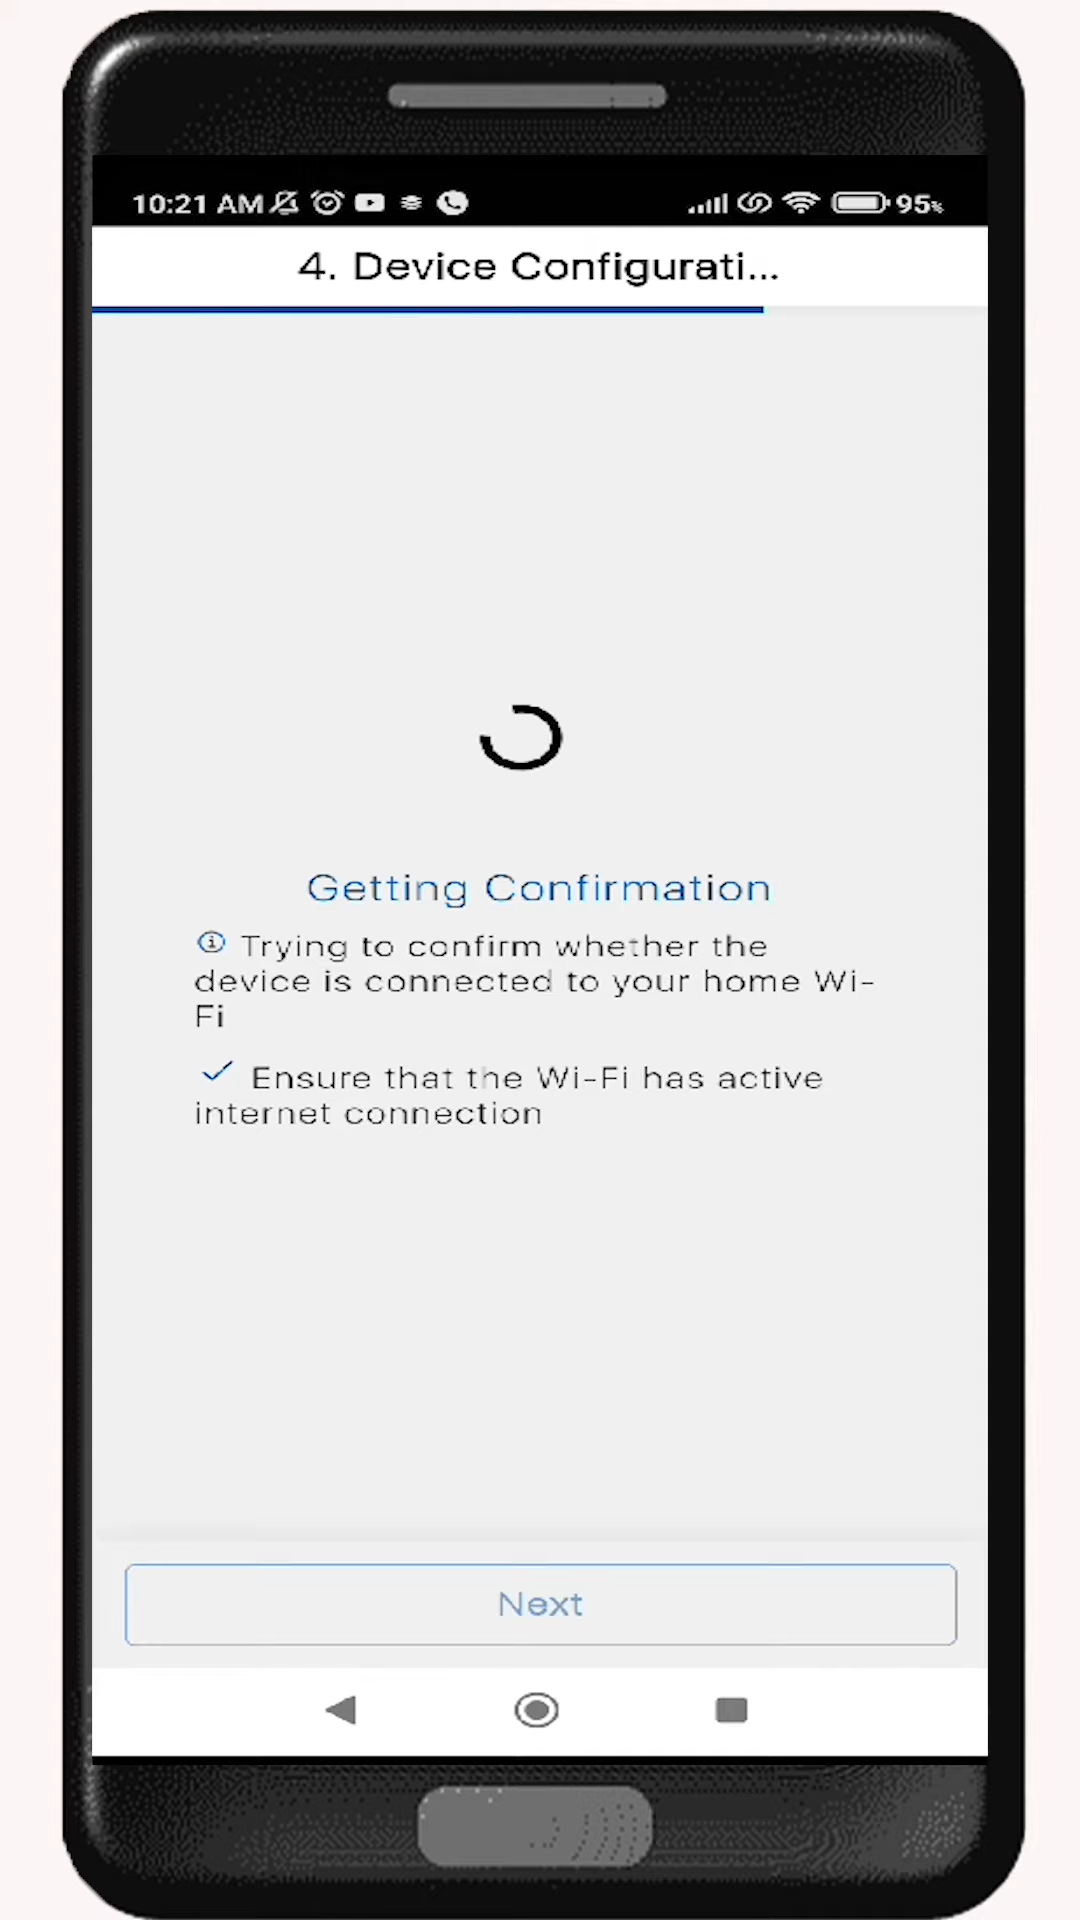 10:21 AM 95%
4. Device Configurati...
Getting Confirmation
Trying to confirm whether the
device is connected to your home Wi-
Fi
Ensure that the Wi-Fi has active
internet connection
Next